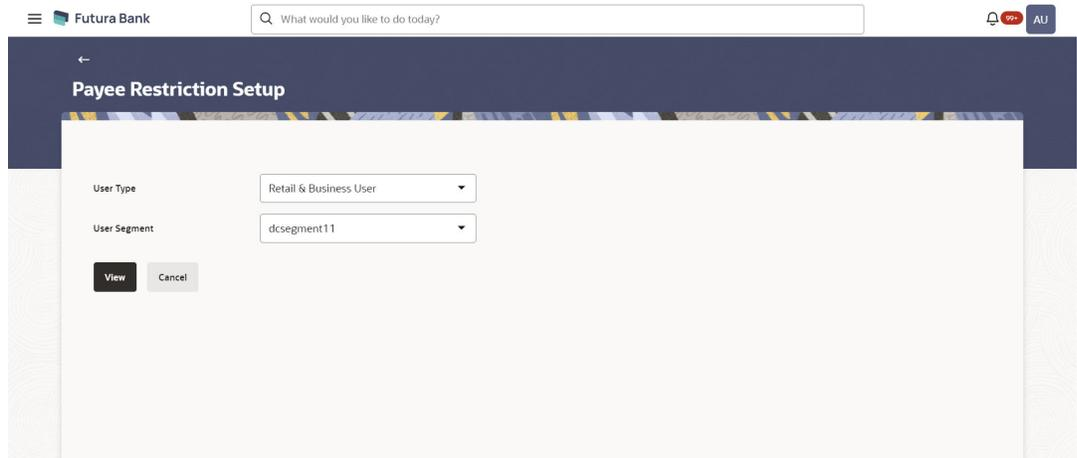 Futura Bank
What would you like to do today?
99+
AU
Payee Restriction Setup
User Type
Retail & Business User
User Segment
dcsegment11
View
Cancel